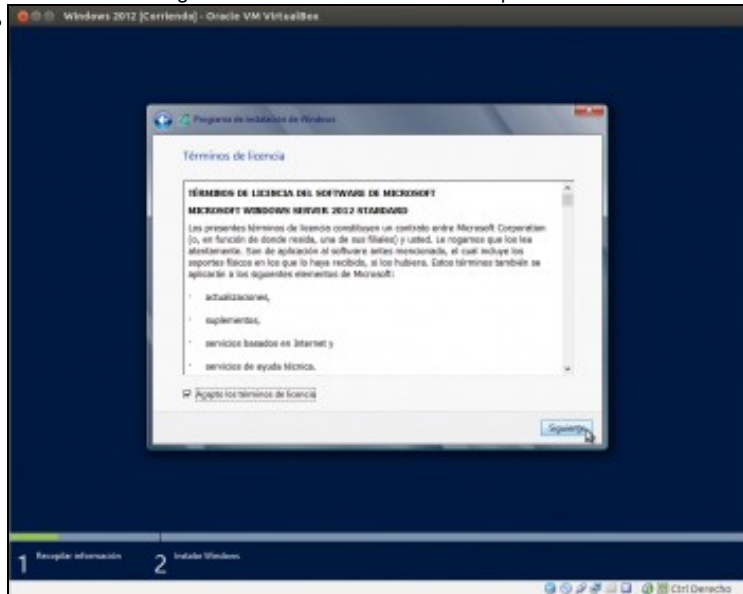 Windows 2012 [Corriendo] - Oracle VM VirtualBox
Programa de instalación de Windows
Términos de licencia
TÉRMINOS DE LICENCIA DEL SOFTWARE DE MICROSOFT
MICROSOFT WINDOWS SERVER 2012 STANDARD
Los presentes términos de licencia constituyen un contrato entre Microsoft Corporation
(o, en función de donde resida, una de sus filiales) y usted. Le rogamos que los lea
atentamente. Son de aplicación al software antes mencionado, el cual incluye los
soportes físicos en los que lo haya recibido, si los hubiera. Estos términos también se
aplicarán a los siguientes elementos de Microsoft:
· actualizaciones,
· suplementos,
· servicios basados en Internet y
· servicios de ayuda técnica.
Acepto los términos de licencia
Siguiente
1 Recopilar información
2 Instalar Windows
Ctrl Derecho